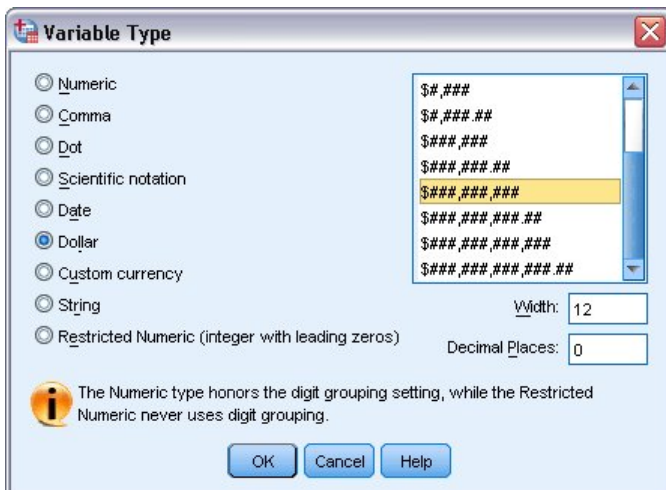 Variable Type
Numeric
Comma
Dot
Scientific notation
Date
Dollar
Custom currency
String
Restricted Numeric (integer with leading zeros)
$#,###
$#,###.##
$###,###
$###,###.##
$###,###,###
$###,###,###.##
$###,###,###,###
$###,###,###,###.##
Width: 12
Decimal Places: 0
The Numeric type honors the digit grouping setting, while the Restricted
Numeric never uses digit grouping.
OK Cancel Help